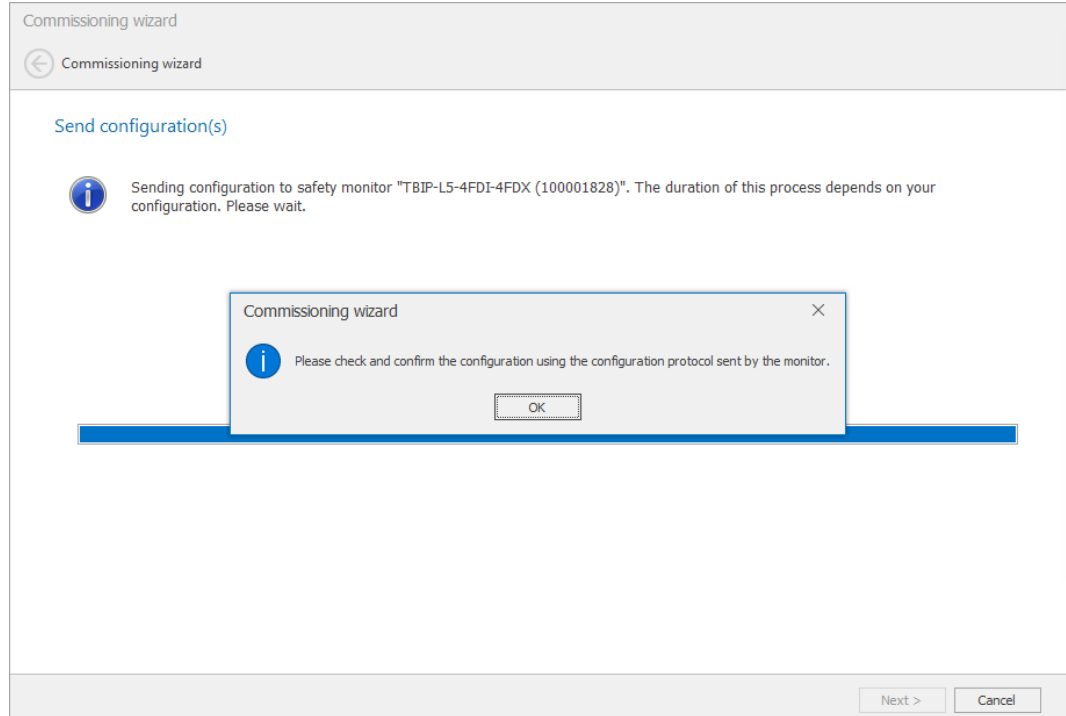 Commissioning wizard
Commissioning wizard
Send configuration(s)
Sending configuration to safety monitor "TBIP-L5-4FDI-4FDX (100001828)". The duration of this process depends on your
configuration. Please wait.
Commissioning wizard
Please check and confirm the configuration using the configuration protocol sent by the monitor.
OK
Next >
Cancel